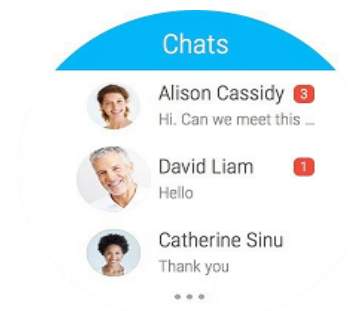 Chats
Alison Cassidy 3
Hi. Can we meet this ...
David Liam 1
Hello
Catherine Sinu
Thank you